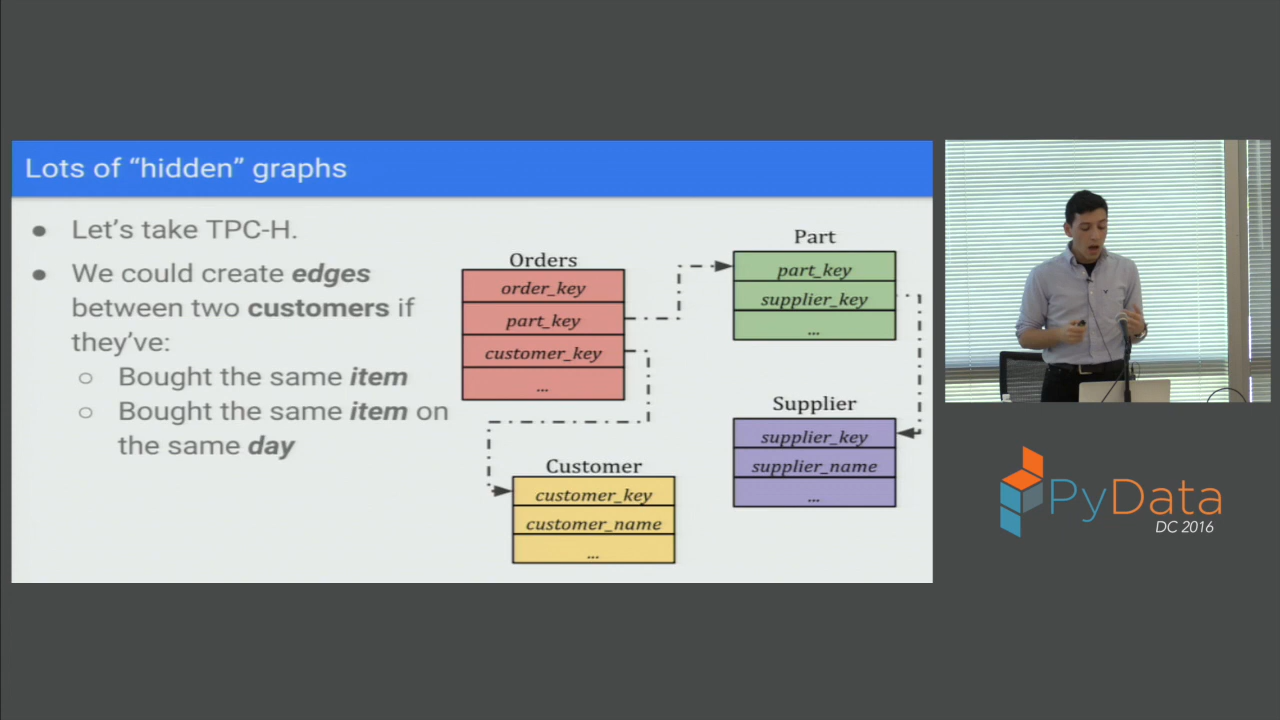 Lots of “hidden” graphs
● Let’s take TPC-H.
● We could create edges
between two customers if
they’ve:
○ Bought the same item
○ Bought the same item on
the same day
Orders
order_key
part_key
customer_key
...
Part
part_key
supplier_key
...
Supplier
supplier_key
supplier_name
...
Customer
customer_key
customer_name
...
PyData
DC 2016